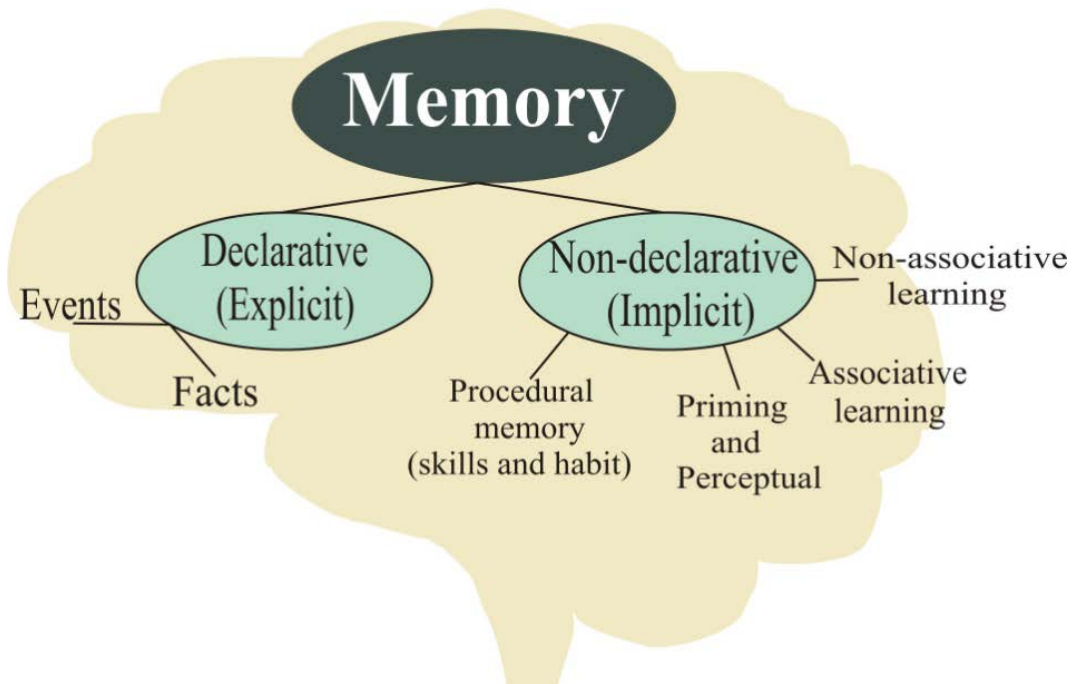 Memory
Declarative
(Explicit)
Events
Facts
Non-declarative
(Implicit)
Non-associative
learning
Associative
learning
Priming
and
Perceptual
Procedural
memory
(skills and habit)